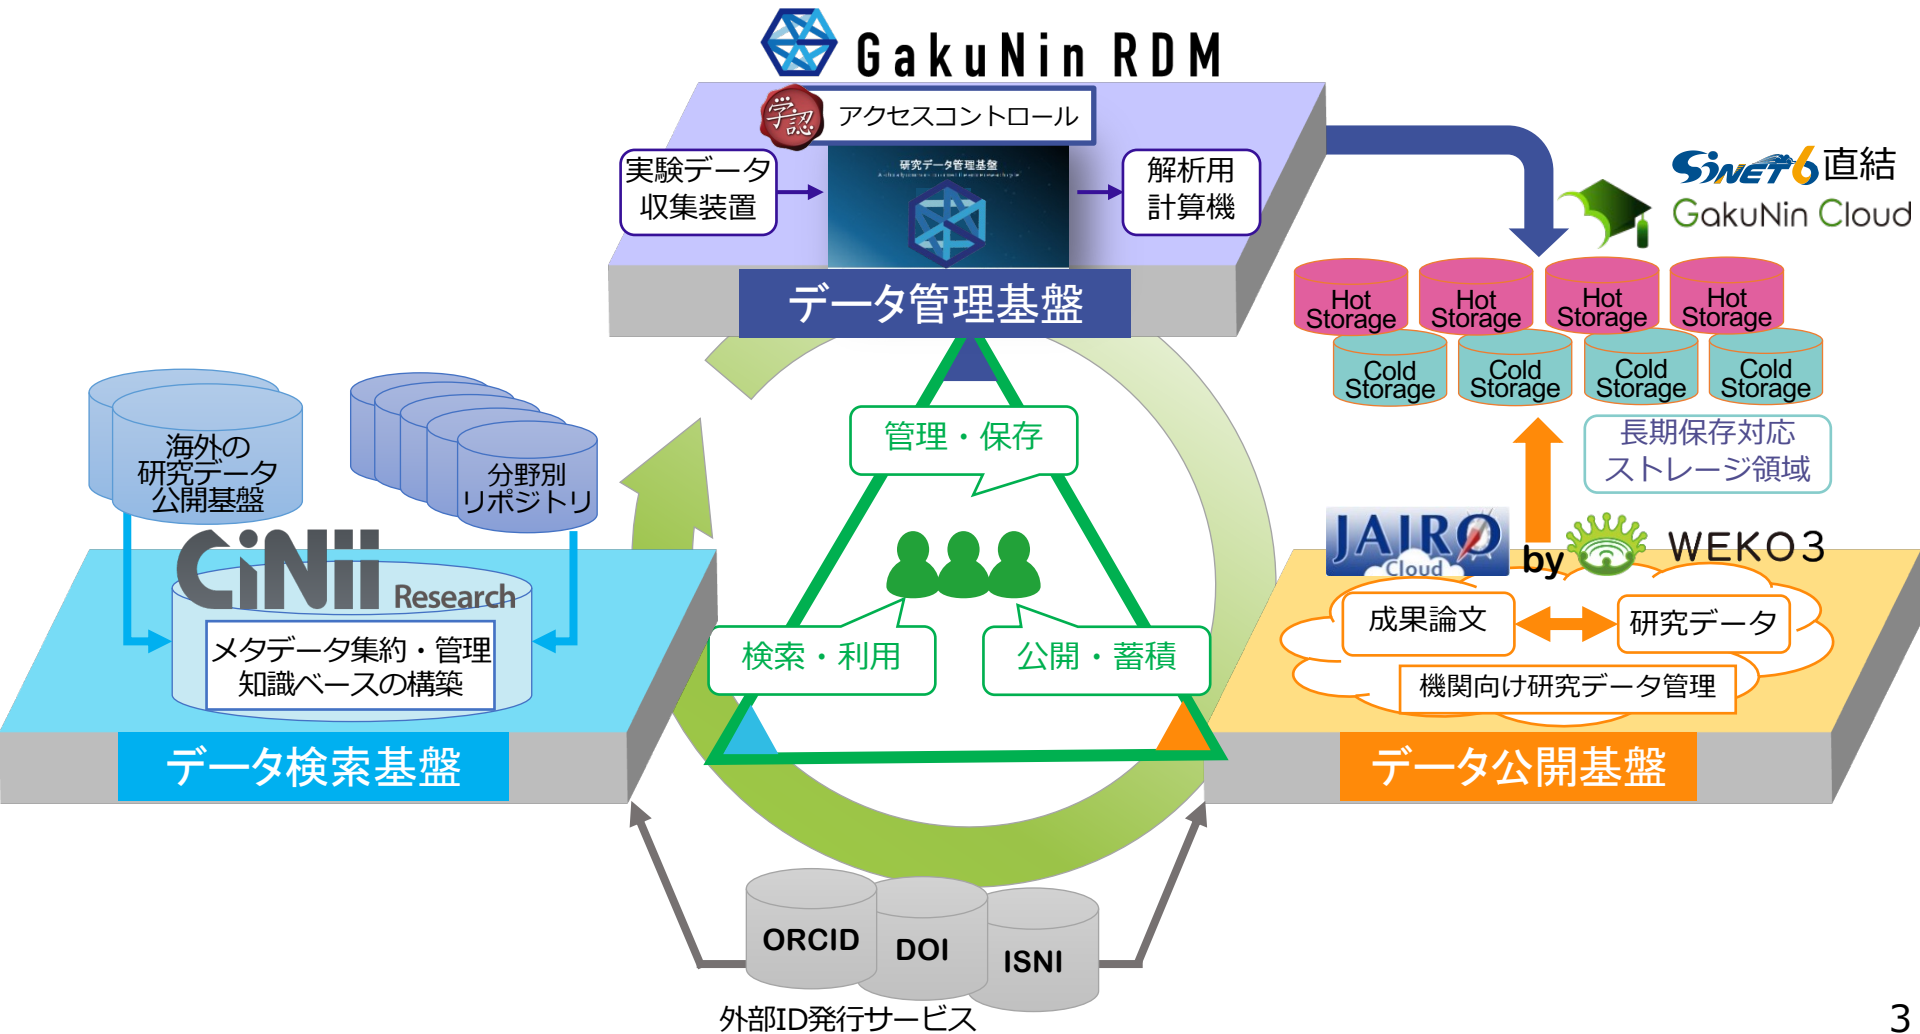 GakuNin RDM
学認
アクセスコントロール
実験データ
収集装置
研究データ管理基盤
解析用
計算機
データ管理基盤
SINET6直結
GakuNin Cloud
Hot
Storage
Hot
Storage
Hot
Storage
Hot
Storage
Cold
Storage
Cold
Storage
Cold
Storage
Cold
Storage
長期保存対応
ストレージ領域
海外の
研究データ
公開基盤
分野別
リポジトリ
CiNii
Research
メタデータ集約・管理
知識ベースの構築
データ検索基盤
管理・保存
検索・利用
公開・蓄積
JAIRO
Cloud
by
WEKO3
成果論文
研究データ
機関向け研究データ管理
データ公開基盤
ORCID
DOI
ISNI
外部ID発行サービス
3